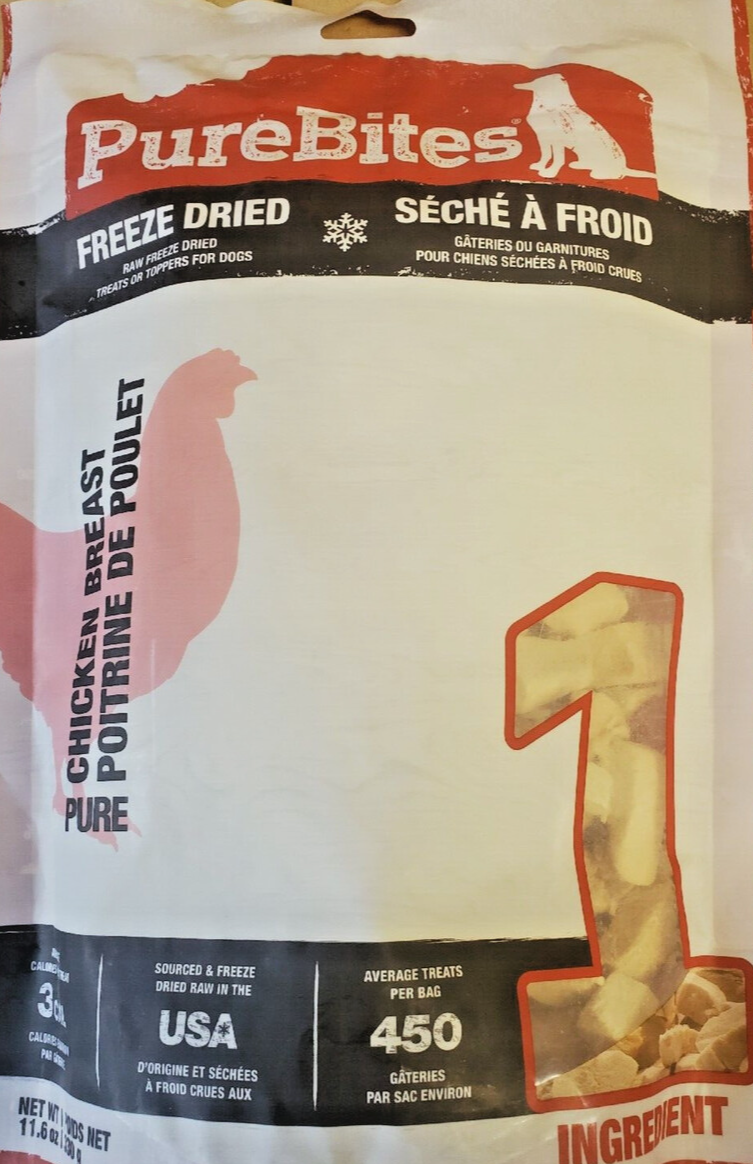 PureBites
FREEZE DRIED
RAW FREEZE DRIED
TREATS OR TOPPERS FOR DOGS
SÉCHÉ À FROID
GÂTERIES OU GARNITURES
POUR CHIENS SÉCHÉES À FROID CRUES
PURE
CHICKEN BREAST
POITRINE DE POULET
1
INGREDIENT
3
SOURCED & FREEZE
DRIED RAW IN THE
USA
D'ORIGINE ET SÉCHÉES
À FROID CRUES AUX
AVERAGE TREATS
PER BAG
450
GÂTERIES
PAR SAC ENVIRON
NET WT NET
11.6 oz